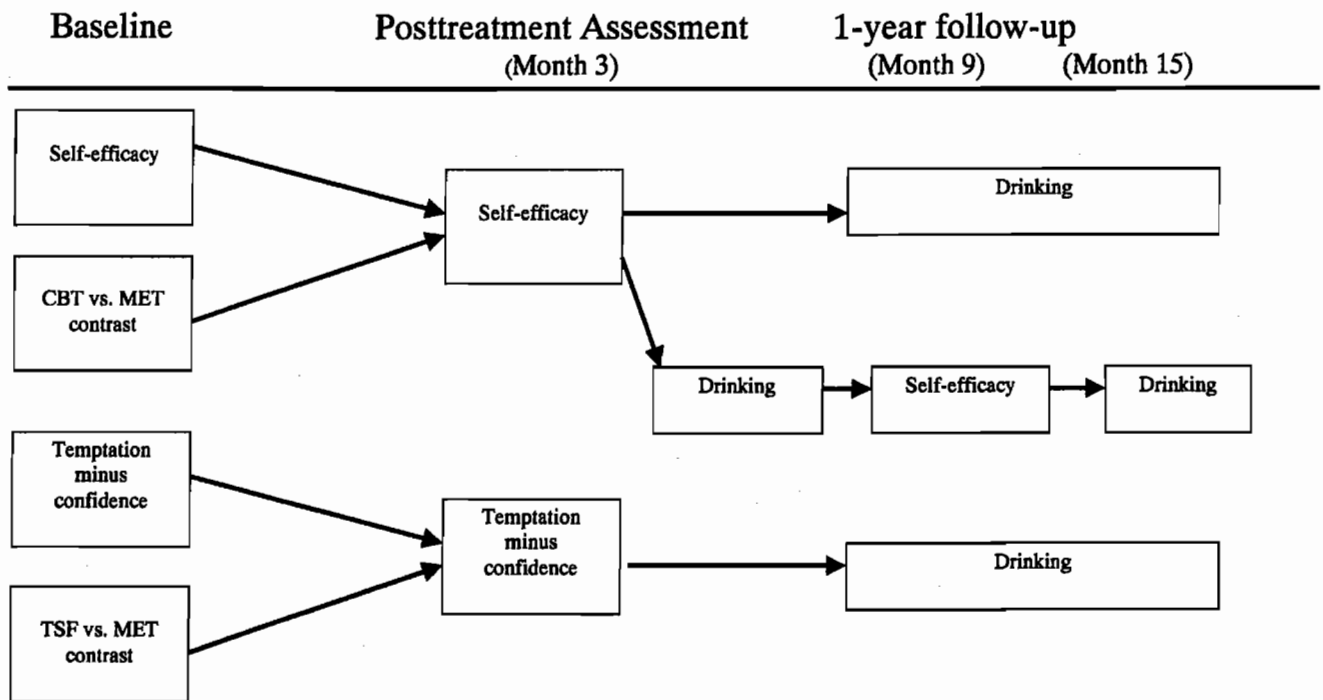 Baseline
Posttreatment Assessment
(Month 3)
1-year follow-up
(Month 9)
(Month 15)
Self-efficacy
CBT vs. MET
contrast
Self-efficacy
Drinking
Drinking
Self-efficacy
Drinking
Temptation
minus
confidence
TSF vs. MET
contrast
Temptation
minus
confidence
Drinking